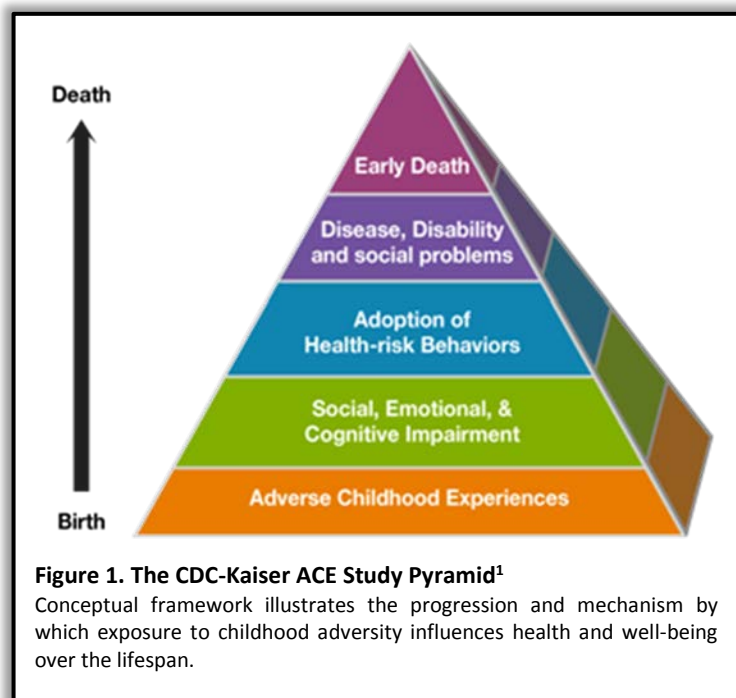 Death
Early Death
Disease, Disability
and social problems
Adoption of
Health-risk Behaviors
Social, Emotional, &
Cognitive Impairment
Adverse Childhood Experiences
Birth
Figure 1. The CDC-Kaiser ACE Study Pyramid¹
Conceptual framework illustrates the progression and mechanism by
which exposure to childhood adversity influences health and well-being
over the lifespan.